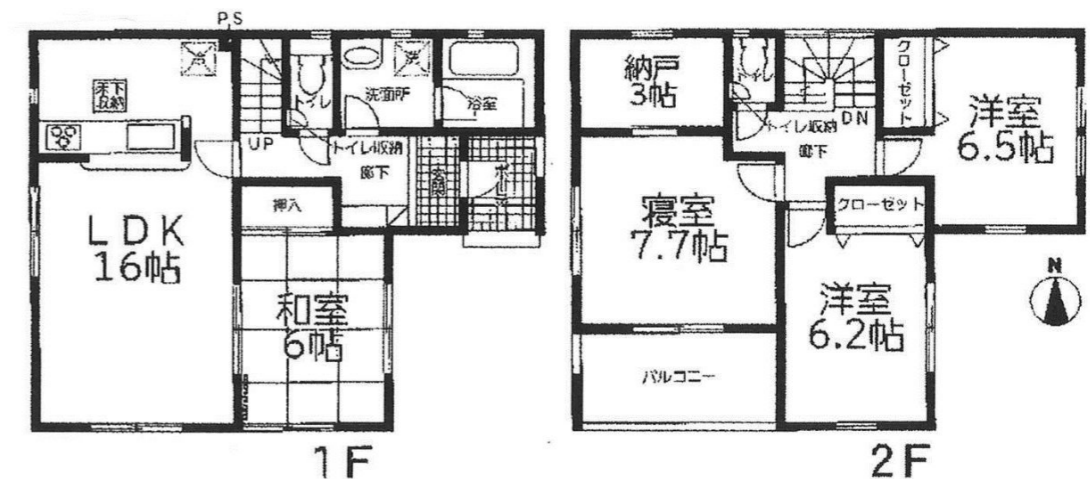 P,S
床下
収納
トイレ
洗面所
浴室
UP
トイレ収納
廊下
玄関
ポーチ
押入
LDK
16帖
和室
6帖
1F
納戸
3帖
トイレ
クローゼット
洋室
6.5帖
DN
トイレ収納
廊下
寝室
7.7帖
クローゼット
洋室
6.2帖
バルコニー
N
2F